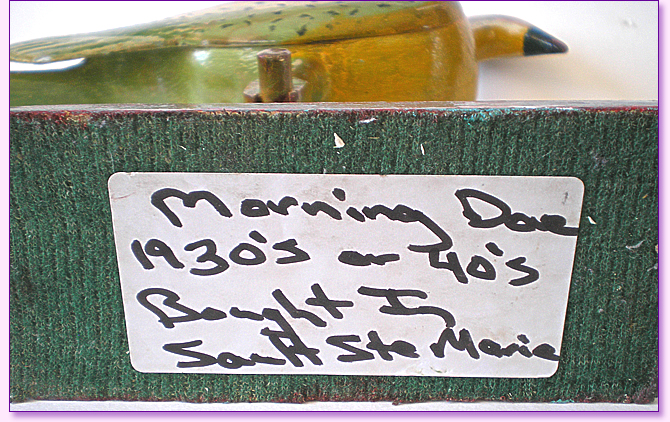 Morning Dove
1930's or 40's
Bought In
Sault Ste Marie